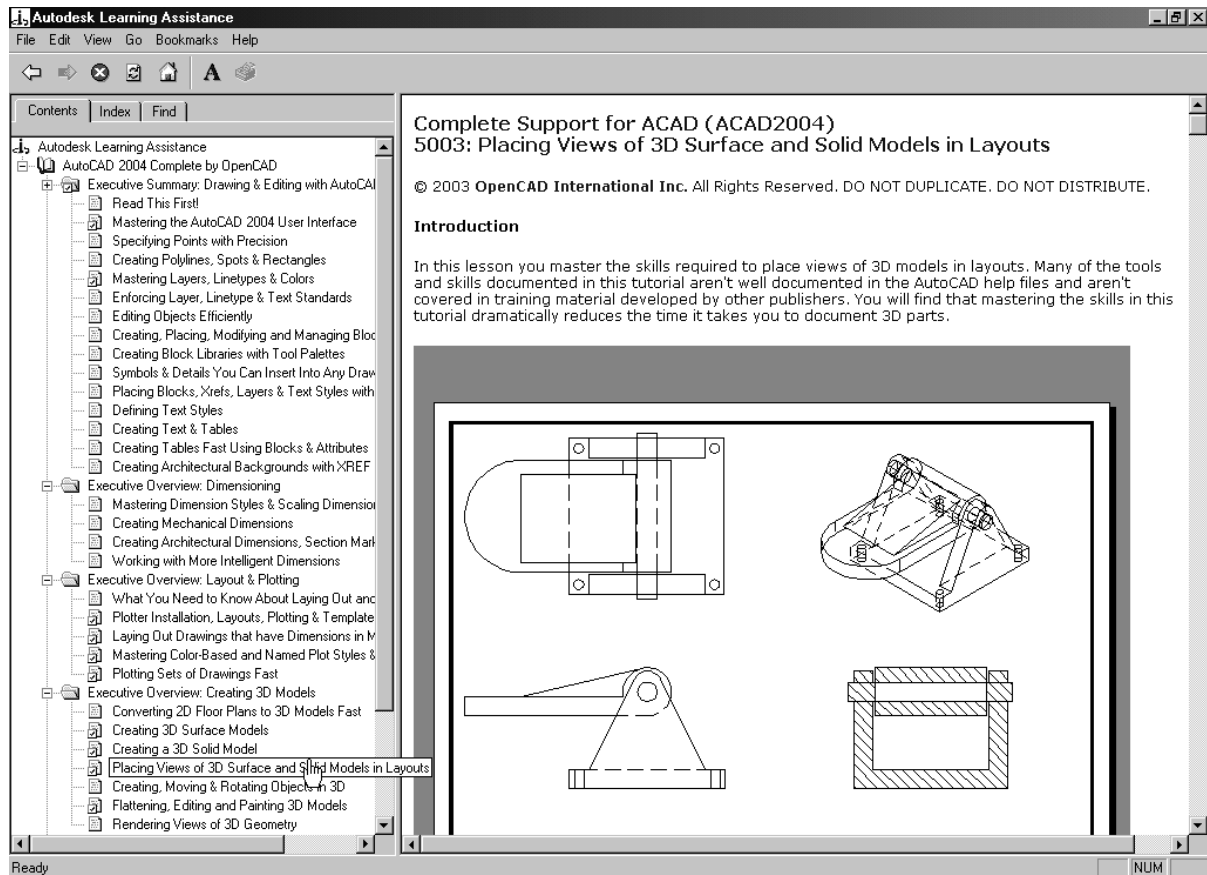 Autodesk Learning Assistance
File Edit View Go Bookmarks Help
A
Contents Index Find
Autodesk Learning Assistance
AutoCAD 2004 Complete by OpenCAD
Executive Summary: Drawing & Editing with AutoCA
Read This First!
Mastering the AutoCAD 2004 User Interface
Specifying Points with Precision
Creating Polylines, Spots & Rectangles
Mastering Layers, Linetypes & Colors
Enforcing Layer, Linetype & Text Standards
Editing Objects Efficiently
Creating, Placing, Modifying and Managing Bloc
Creating Block Libraries with Tool Palettes
Symbols & Details You Can Insert Into Any Draw
Placing Blocks, Xrefs, Layers & Text Styles with
Defining Text Styles
Creating Text & Tables
Creating Tables Fast Using Blocks & Attributes
Creating Architectural Backgrounds with XREF
Executive Overview: Dimensioning
Mastering Dimension Styles & Scaling Dimension
Creating Mechanical Dimensions
Creating Architectural Dimensions, Section Mark
Working with More Intelligent Dimensions
Executive Overview: Layout & Plotting
What You Need to Know About Laying Out and
Plotter Installation, Layouts, Plotting & Template
Laying Out Drawings that have Dimensions in M
Mastering Color-Based and Named Plot Styles &
Plotting Sets of Drawings Fast
Executive Overview: Creating 3D Models
Converting 2D Floor Plans to 3D Models Fast
Creating 3D Surface Models
Creating a 3D Solid Model
Placing Views of 3D Surface and Solid Models in Layouts
Creating, Moving & Rotating Objects in 3D
Flattening, Editing and Painting 3D Models
Rendering Views of 3D Geometry
Complete Support for ACAD (ACAD2004)
5003: Placing Views of 3D Surface and Solid Models in Layouts
© 2003 OpenCAD International Inc. All Rights Reserved. DO NOT DUPLICATE. DO NOT DISTRIBUTE.
Introduction
In this lesson you master the skills required to place views of 3D models in layouts. Many of the tools
and skills documented in this tutorial aren't well documented in the AutoCAD help files and aren't
covered in training material developed by other publishers. You will find that mastering the skills in this
tutorial dramatically reduces the time it takes you to document 3D parts.
Ready
NUM